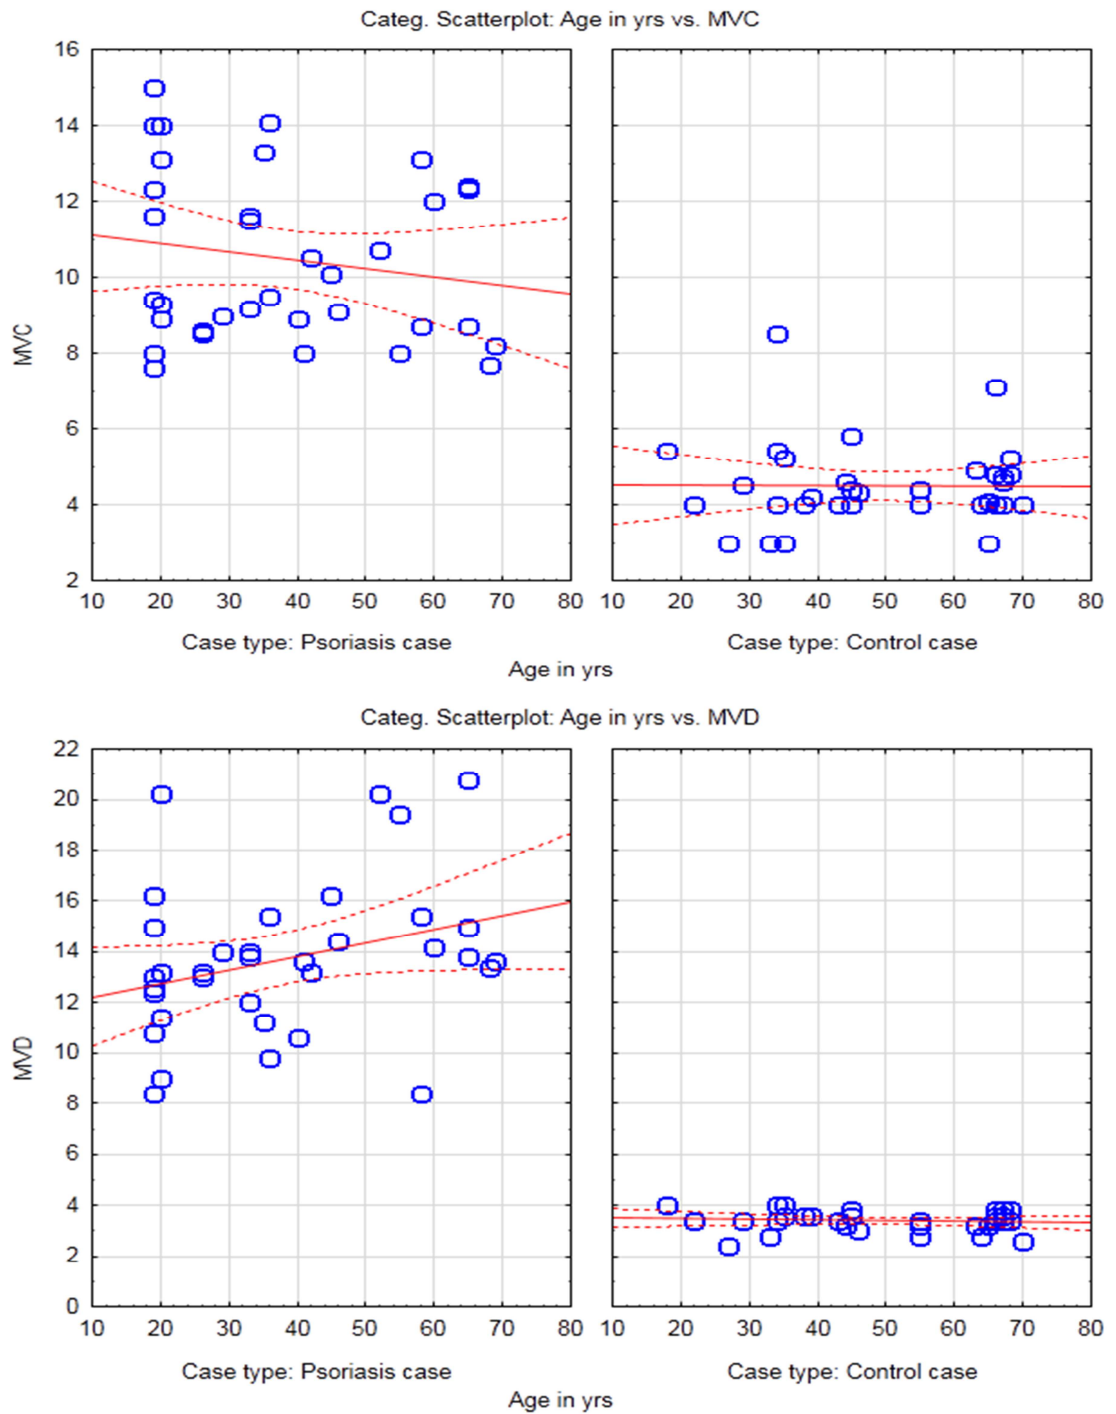 Categ. Scatterplot: Age in yrs vs. MVC
16
14
12
10
8
6
4
2
MVC
10 20 30 40 50 60 70 80 10 20 30 40 50 60 70 80
Case type: Psoriasis case Case type: Control case
Age in yrs
Categ. Scatterplot: Age in yrs vs. MVD
22
20
18
16
14
12
10
8
6
4
2
0
MVD
10 20 30 40 50 60 70 80 10 20 30 40 50 60 70 80
Case type: Psoriasis case Case type: Control case
Age in yrs